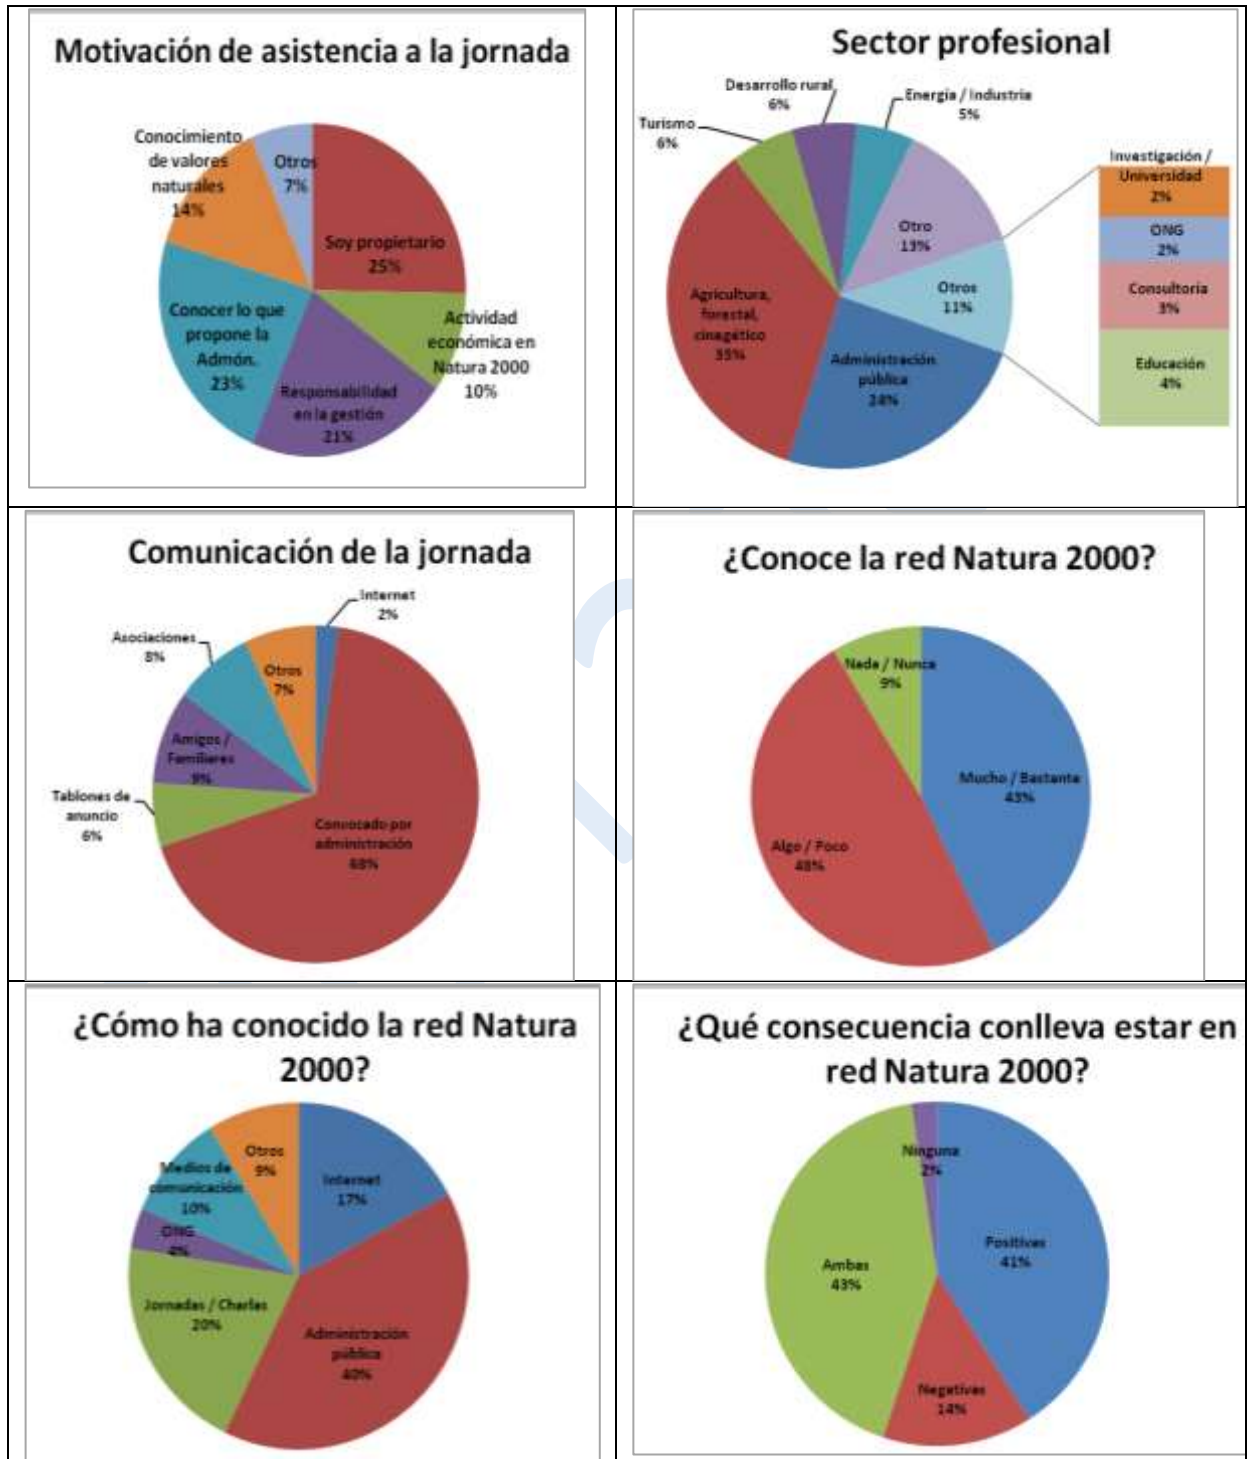 Motivación de asistencia a la jornada
Conocimiento
de valores
naturales
14%
Otros
7%
Soy propietario
25%
Actividad
económica en
Natura 2000
10%
Responsabilidad
en la gestión
21%
Conocer lo que
propone la
Admón.
23%
Sector profesional
Desarrollo rural
6%
Energía / Industria
5%
Turismo
6%
Otro
13%
Otros
11%
Agricultura,
forestal,
cinegético
35%
Administración
pública
24%
Investigación /
Universidad
2%
ONG
2%
Consultoría
3%
Educación
4%
Comunicación de la jornada
Internet
2%
Asociaciones
8%
Otros
7%
Amigos /
Familiares
9%
Tablones de
anuncio
6%
Convocado por
administración
68%
¿Conoce la red Natura 2000?
Nada / Nunca
9%
Mucho / Bastante
43%
Algo / Poco
48%
¿Cómo ha conocido la red Natura
2000?
Otros
9%
Medios de
comunicación
10%
Internet
17%
ONG
4%
Jornadas / Charlas
20%
Administración
pública
40%
¿Qué consecuencia conlleva estar en
red Natura 2000?
Ninguna
2%
Positivas
41%
Ambas
43%
Negativas
14%